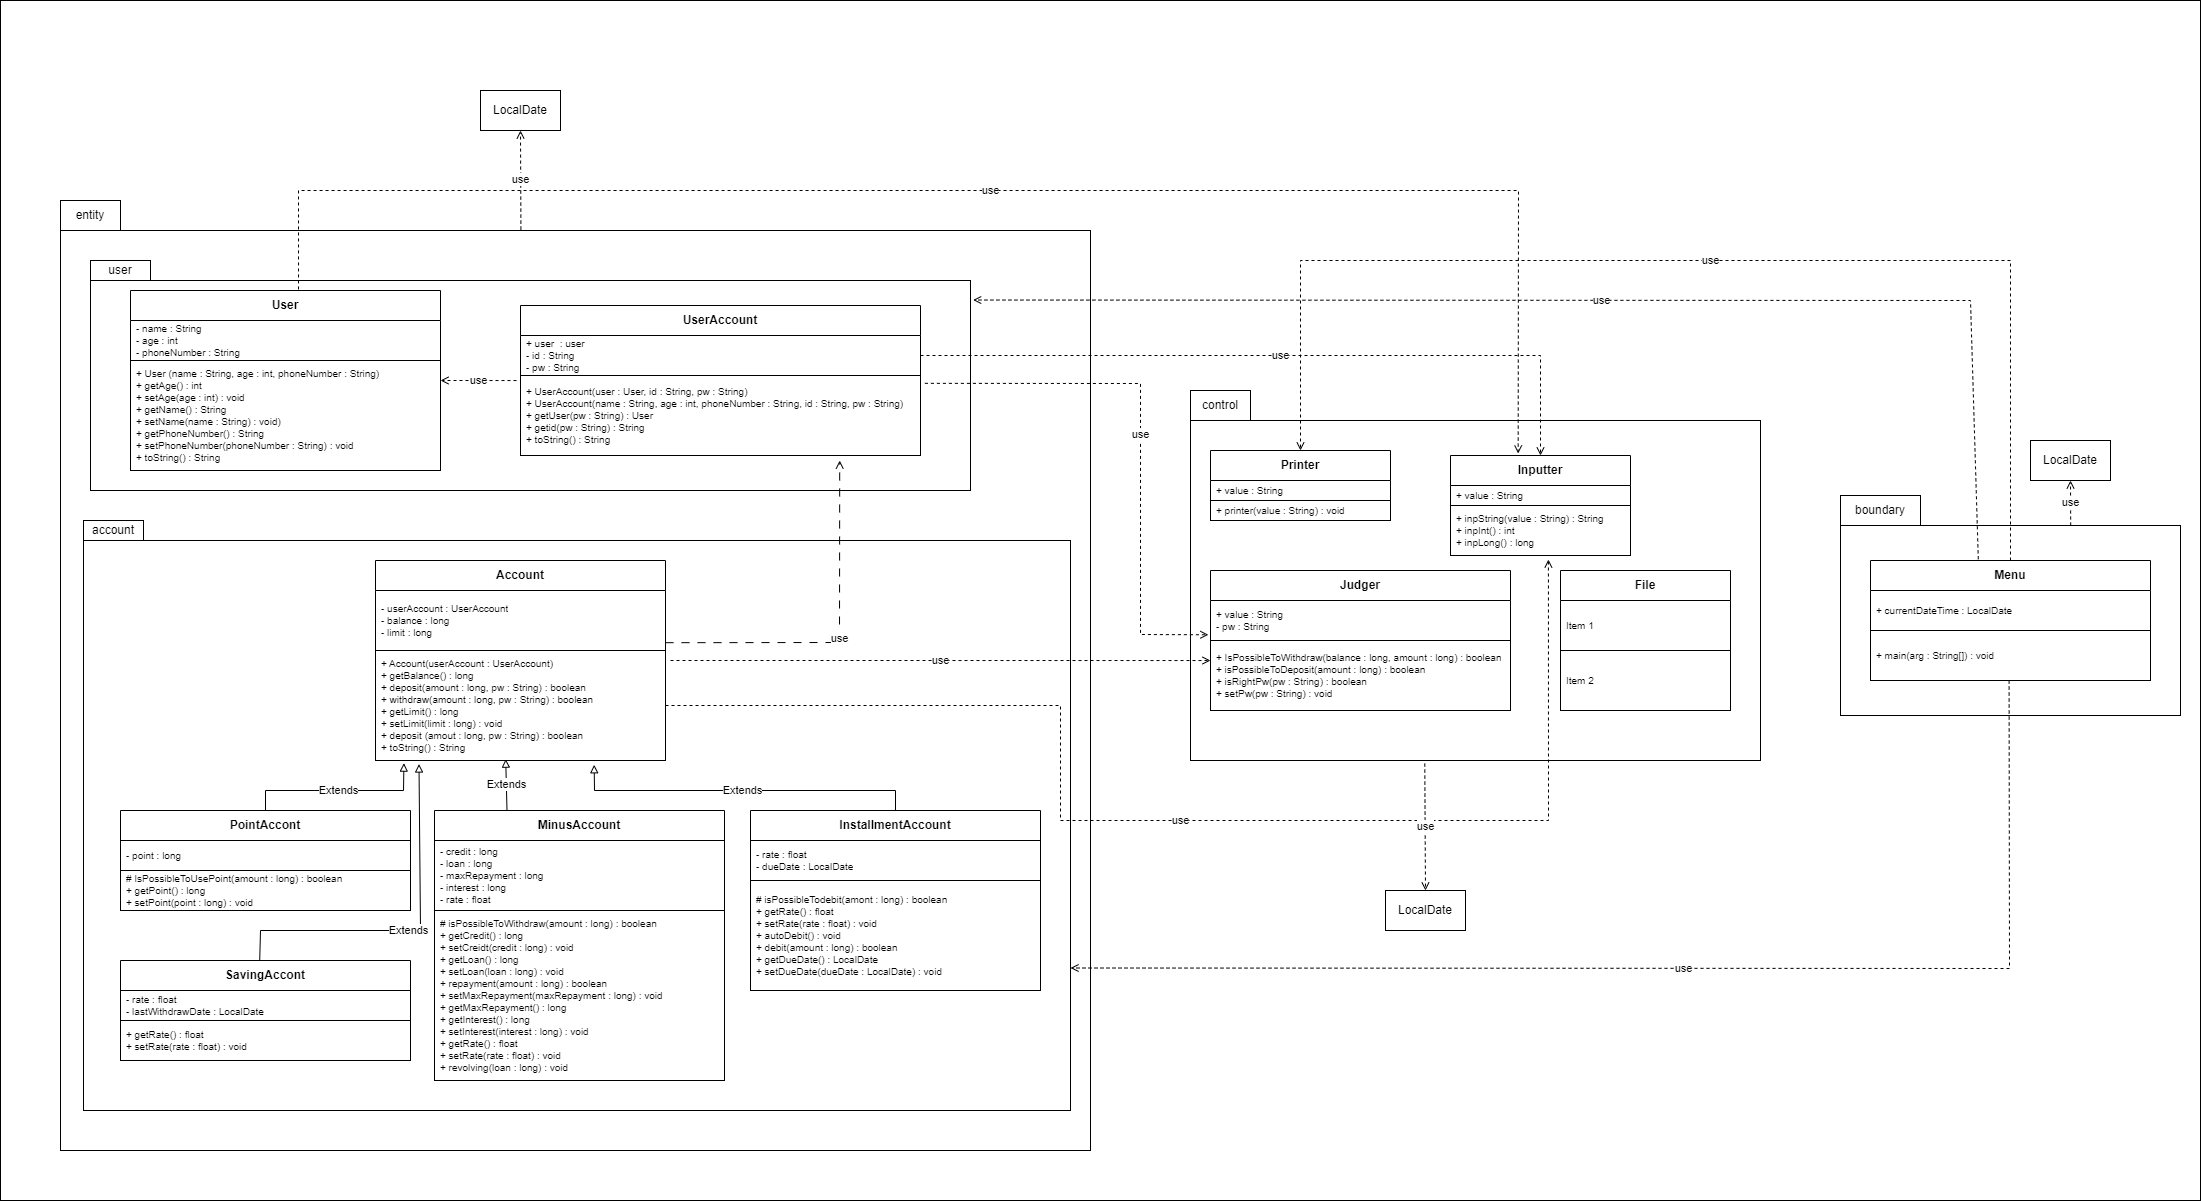 LocalDate
use
use
entity
user
User
- name : String
- age : int
- phoneNumber : String
+ User (name : String, age : int, phoneNumber : String)
+ getAge() : int
+ setAge(age : int) : void
+ getName() : String
+ setName(name : String) : void)
+ getPhoneNumber() : String
+ setPhoneNumber(phoneNumber : String) : void
+ toString() : String
use
UserAccount
+ user  : user
- id : String
- pw : String
+ UserAccount(user : User, id : String, pw : String)
+ UserAccount(name : String, age : int, phoneNumber : String, id : String, pw : String)
+ getUser(pw : String) : User
+ getid(pw : String) : String
+ toString() : String
use
use
use
use
account
Account
- userAccount : UserAccount
- balance : long
- limit : long
+ Account(userAccount : UserAccount)
+ getBalance() : long
+ deposit(amount : long, pw : String) : boolean
+ withdraw(amount : long, pw : String) : boolean
+ getLimit() : long
+ setLimit(limit : long) : void
+ deposit (amout : long, pw : String) : boolean
+ toString() : String
use
use
Extends
Extends
Extends
PointAccont
- point : long
# IsPossibleToUsePoint(amount : long) : boolean
+ getPoint() : long
+ setPoint(point : long) : void
Extends
SavingAccont
- rate : float
- lastWithdrawDate : LocalDate
+ getRate() : float
+ setRate(rate : float) : void
MinusAccount
- credit : long
- loan : long
- maxRepayment : long
- interest : long
- rate : float
# isPossibleToWithdraw(amount : long) : boolean
+ getCredit() : long
+ setCreidt(credit : long) : void
+ getLoan() : long
+ setLoan(loan : long) : void
+ repayment(amount : long) : boolean
+ setMaxRepayment(maxRepayment : long) : void
+ getMaxRepayment() : long
+ getInterest() : long
+ setInterest(interest : long) : void
+ getRate() : float
+ setRate(rate : float) : void
+ revolving(loan : long) : void
InstallmentAccount
- rate : float
- dueDate : LocalDate
# isPossibleTodebit(amont : long) : boolean
+ getRate() : float
+ setRate(rate : float) : void
+ autoDebit() : void
+ debit(amount : long) : boolean
+ getDueDate() : LocalDate
+ setDueDate(dueDate : LocalDate) : void
control
Printer
+ value : String
+ printer(value : String) : void
Inputter
+ value : String
+ inpString(value : String) : String
+ inpInt() : int
+ inpLong() : long
Judger
+ value : String
- pw : String
+ IsPossibleToWithdraw(balance : long, amount : long) : boolean
+ isPossibleToDeposit(amount : long) : boolean
+ isRightPw(pw : String) : boolean
+ setPw(pw : String) : void
File
Item 1
Item 2
use
use
LocalDate
use
LocalDate
use
boundary
Menu
+ currentDateTime : LocalDate
+ main(arg : String[]) : void